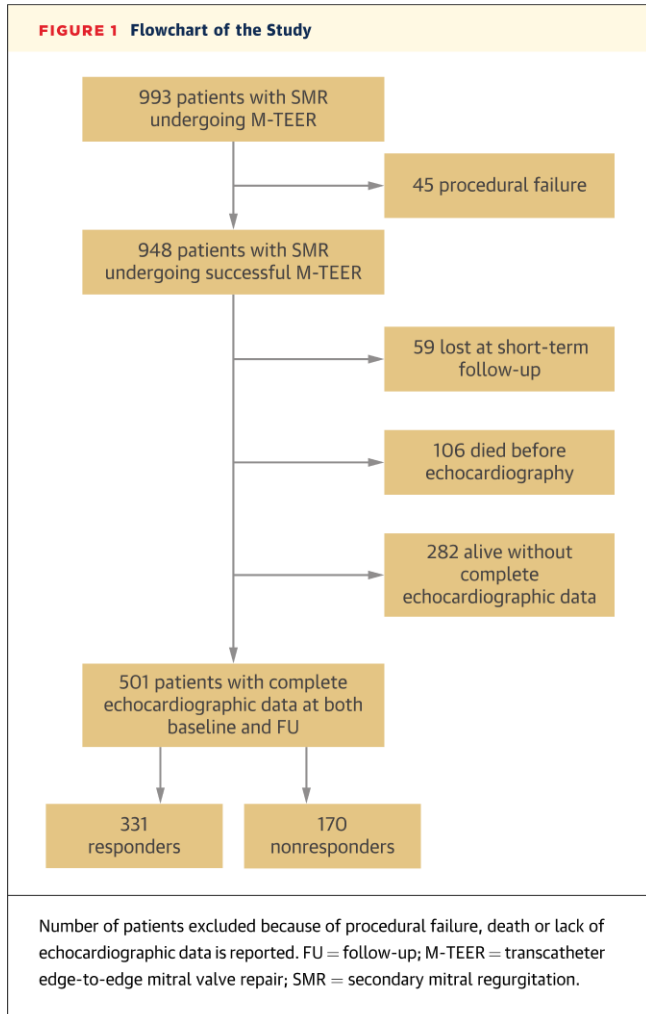 FIGURE 1 Flowchart of the Study
993 patients with SMR
undergoing M-TEER
45 procedural failure
948 patients with SMR
undergoing successful M-TEER
59 lost at short-term
follow-up
106 died before
echocardiography
282 alive without
complete
echocardiographic data
501 patients with complete
echocardiographic data at both
baseline and FU
331
responders
170
nonresponders
Number of patients excluded because of procedural failure, death or lack of
echocardiographic data is reported. FU = follow-up; M-TEER = transcatheter
edge-to-edge mitral valve repair; SMR = secondary mitral regurgitation.